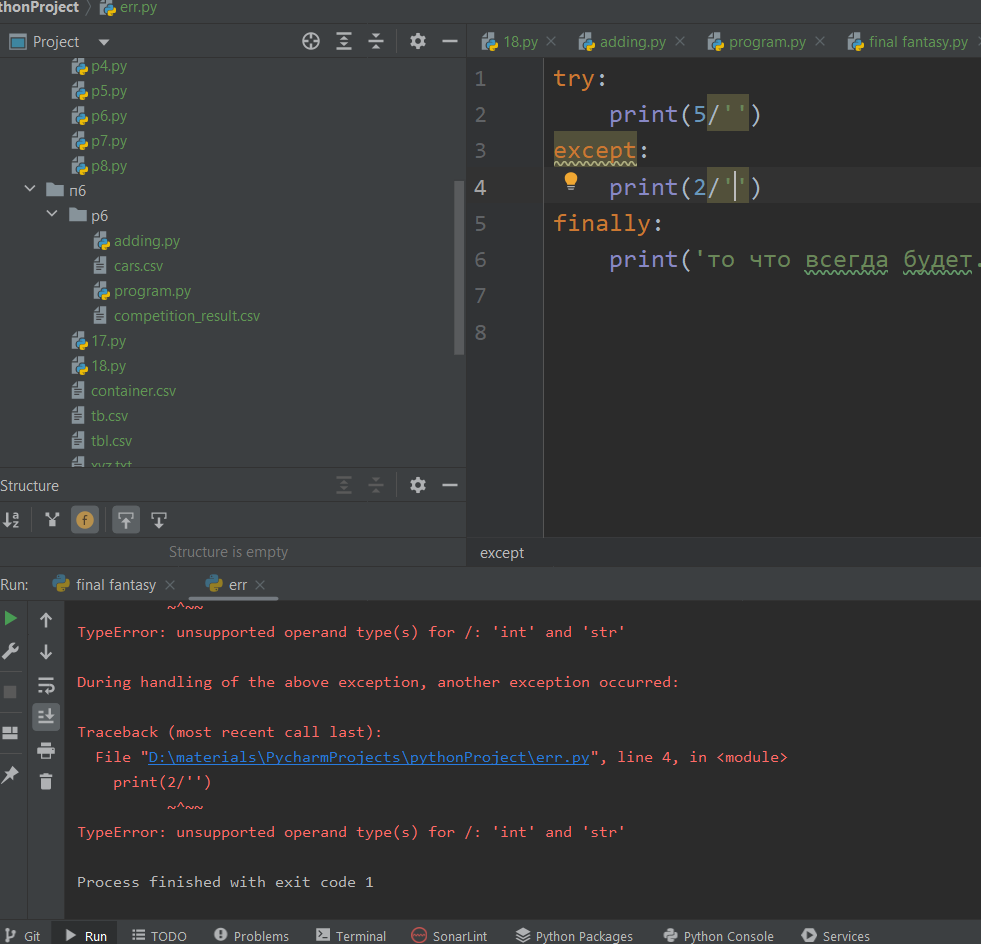 thonProject
err.py
Project
18.py
adding.py
program.py
final fantasy.py
p4.py
p5.py
p6.py
p7.py
p8.py
п6
p6
adding.py
cars.csv
program.py
competition_result.csv
17.py
18.py
container.csv
tb.csv
tbl.csv
xyz.txt
1 try:
2 print(5/'')
3 except:
4 print(2/'')
5 finally:
6 print('то что всегда будет.
7
8
Structure
Structure is empty
except
Run:
final fantasy
err
~^~~
TypeError: unsupported operand type(s) for /: 'int' and 'str'
During handling of the above exception, another exception occurred:
Traceback (most recent call last):
File "D:\materials\PycharmProjects\pythonProject\err.py", line 4, in <module>
print(2/'')
~^~~
TypeError: unsupported operand type(s) for /: 'int' and 'str'
Process finished with exit code 1
Git
Run
TODO
Problems
Terminal
SonarLint
Python Packages
Python Console
Services